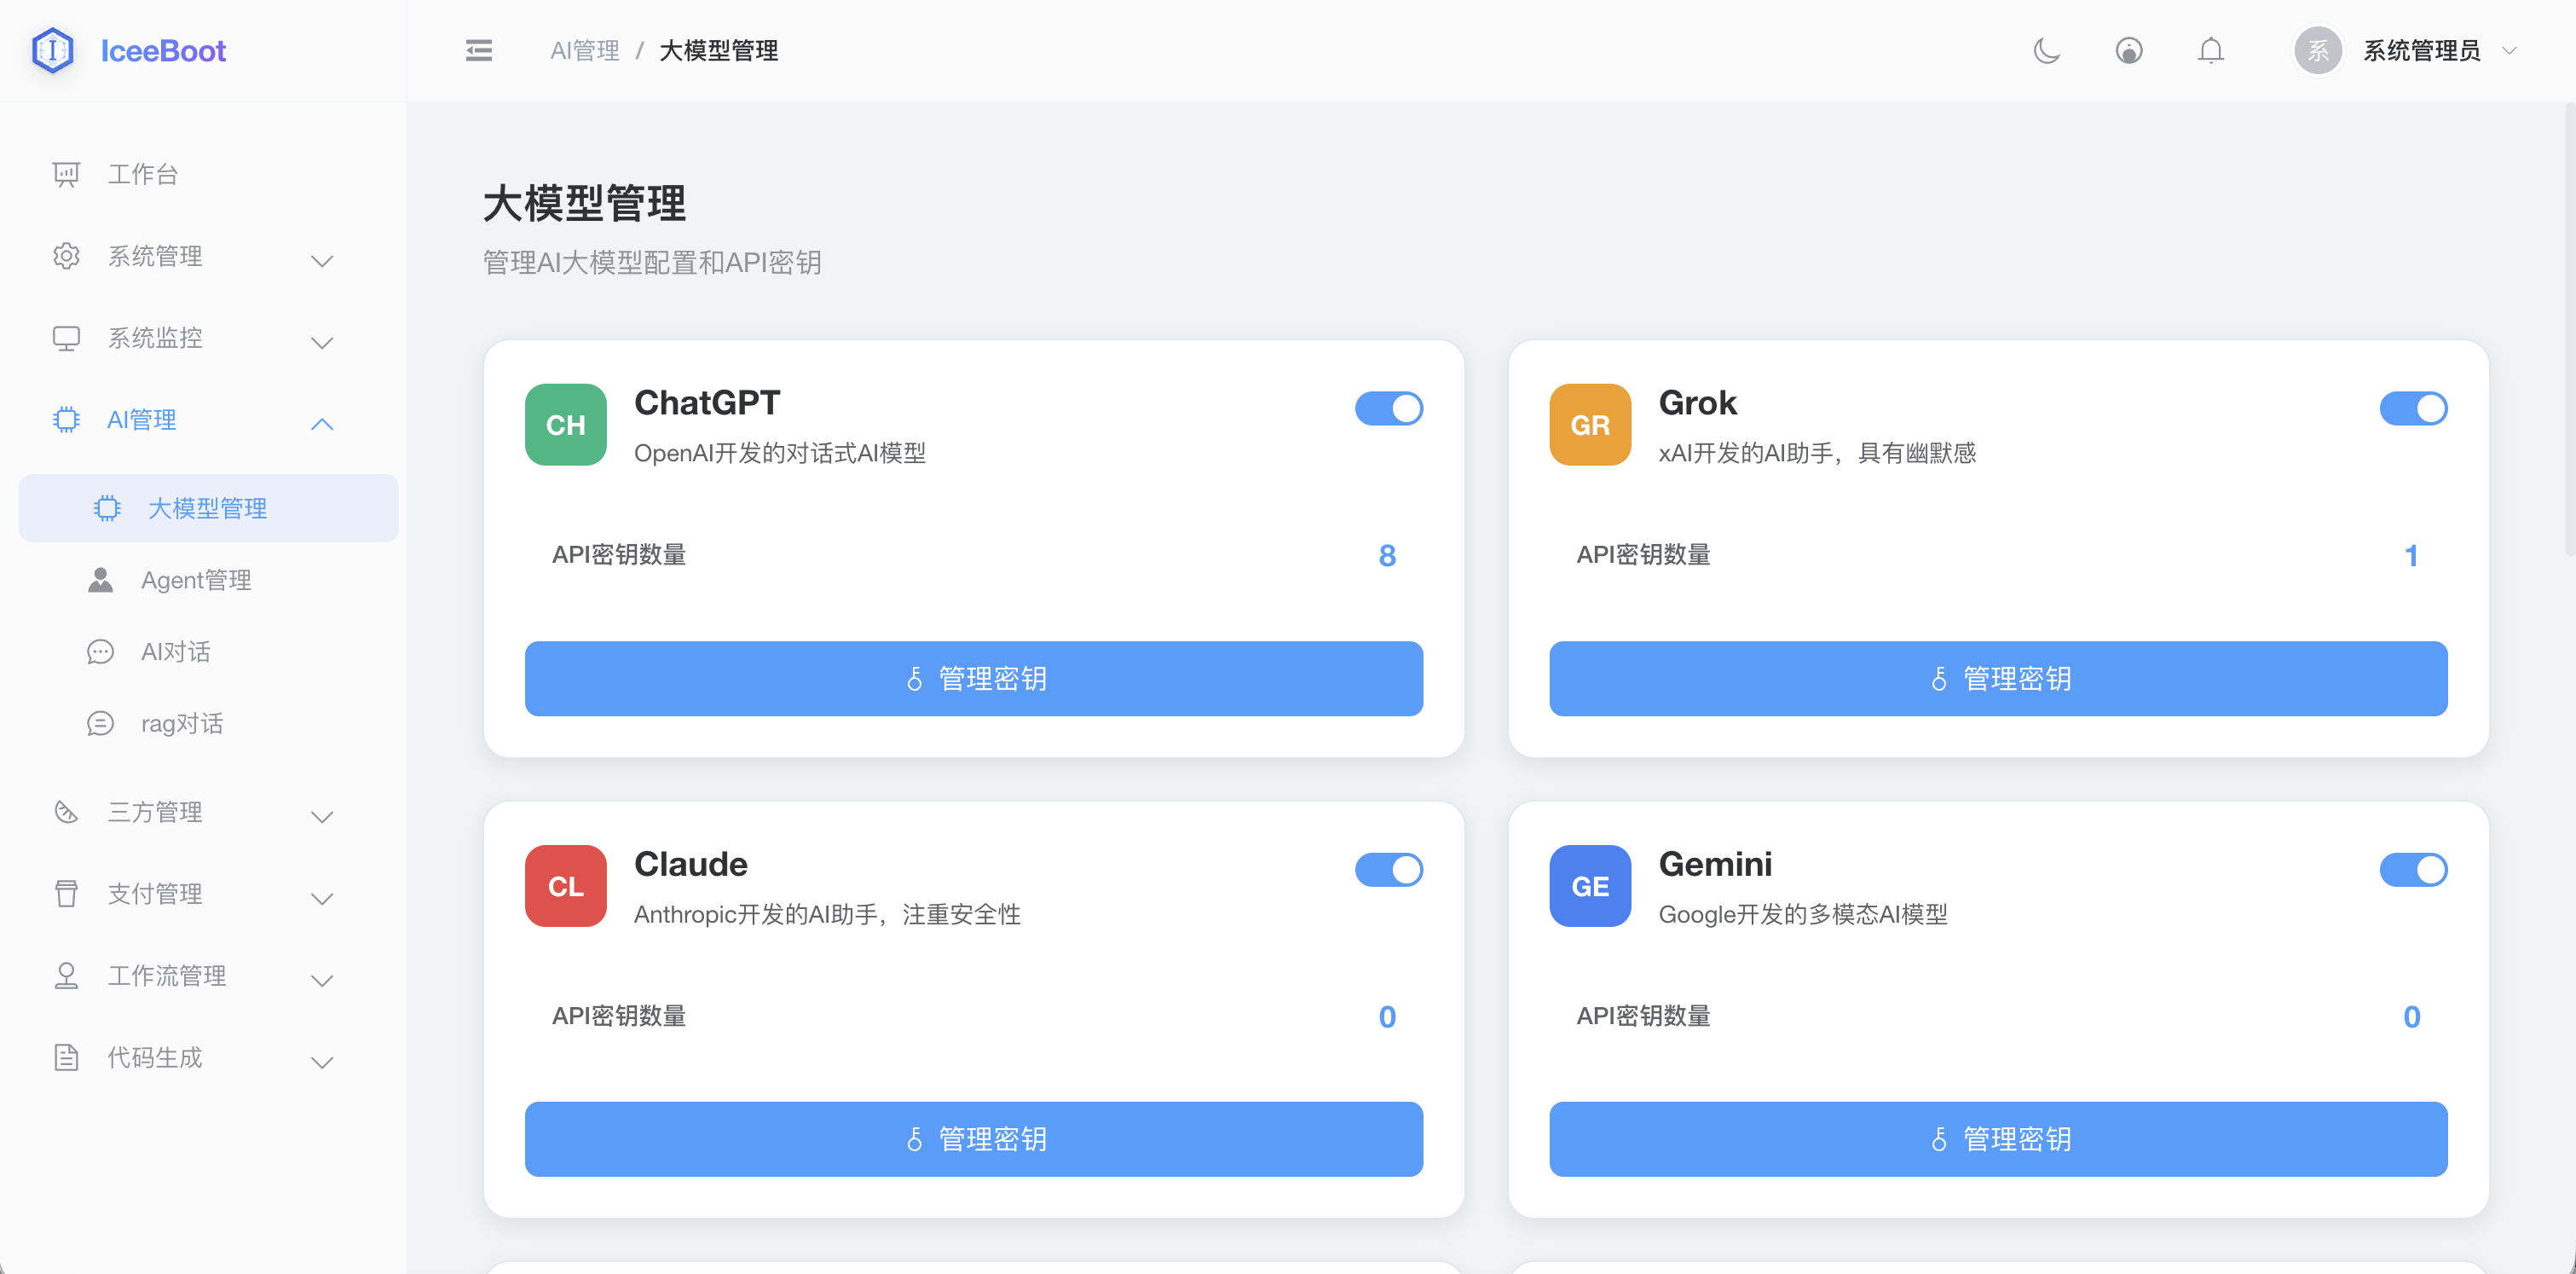 IceeBoot
AI管理 / 大模型管理
系 系统管理员
工作台
系统管理
系统监控
AI管理
大模型管理
Agent管理
AI对话
rag对话
三方管理
支付管理
工作流管理
代码生成
大模型管理
管理AI大模型配置和API密钥
CH
ChatGPT
OpenAI开发的对话式AI模型
API密钥数量 8
管理密钥
GR
Grok
xAI开发的AI助手，具有幽默感
API密钥数量 1
管理密钥
CL
Claude
Anthropic开发的AI助手，注重安全性
API密钥数量 0
管理密钥
GE
Gemini
Google开发的多模态AI模型
API密钥数量 0
管理密钥